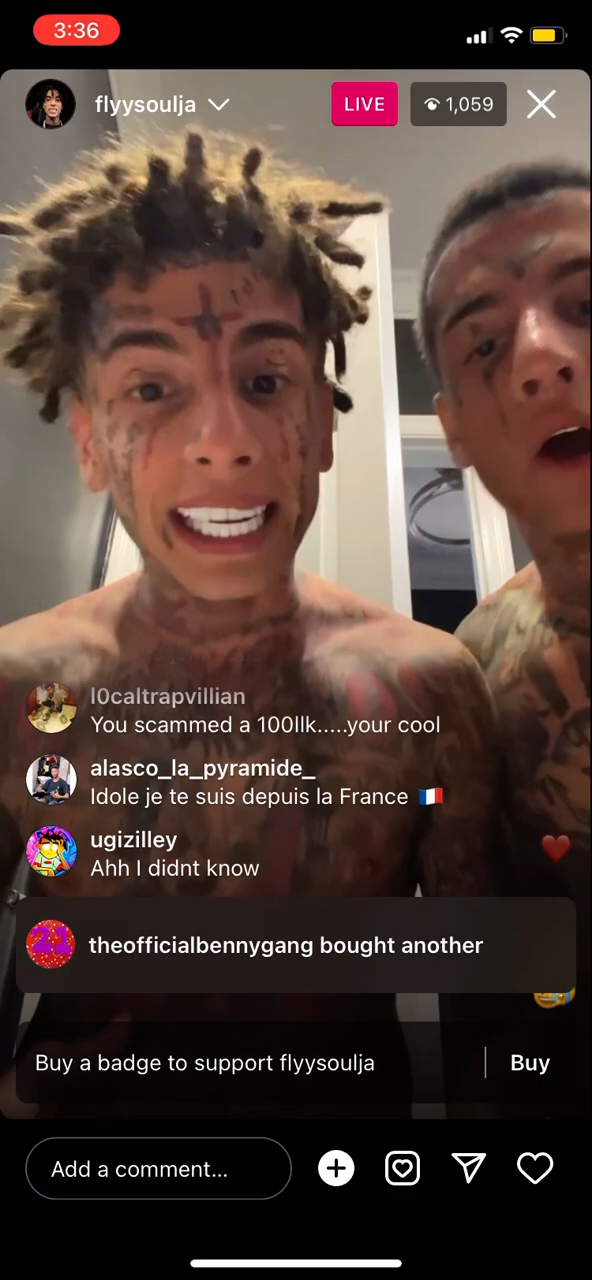 3:36
flyysoulja
LIVE
1,059
l0caltrapvillian
You scammed a 100llk.....your cool
alasco_la_pyramide_
Idole je te suis depuis la France 🇫🇷
ugizilley
Ahh I didnt know
21
theofficialbennygang bought another
Buy a badge to support flyysoulja
Buy
Add a comment...